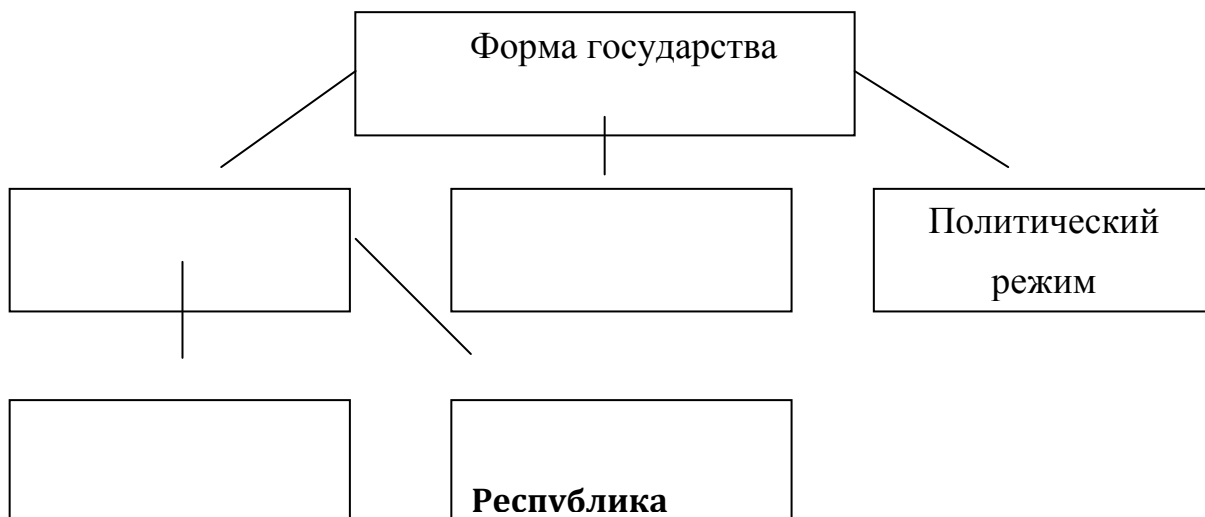 Форма государства
Политический
режим
Республика